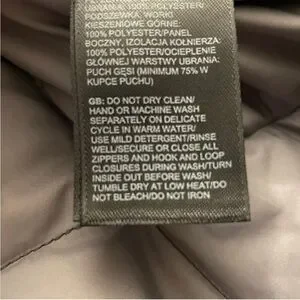 UBRANIA: 100% POLYESTER/
PODSZEWKA, WORKI
KIESZENIOWE GÓRNE:
100% POLYESTER/PANEL
BOCZNY, IZOLACJA KOŁNIERZA:
100% POLYESTER/OCIEPLENIE
GŁÓWNEJ WARSTWY UBRANIA:
PUCH GĘSI (MINIMUM 75% W
KUPCE PUCHU)
GB: DO NOT DRY CLEAN/
HAND OR MACHINE WASH
SEPARATELY ON DELICATE
CYCLE IN WARM WATER/
USE MILD DETERGENT/RINSE
WELL/SECURE OR CLOSE ALL
ZIPPERS AND HOOK AND LOOP
CLOSURES DURING WASH/TURN
INSIDE OUT BEFORE WASH/
TUMBLE DRY AT LOW HEAT/DO
NOT BLEACH/DO NOT IRON